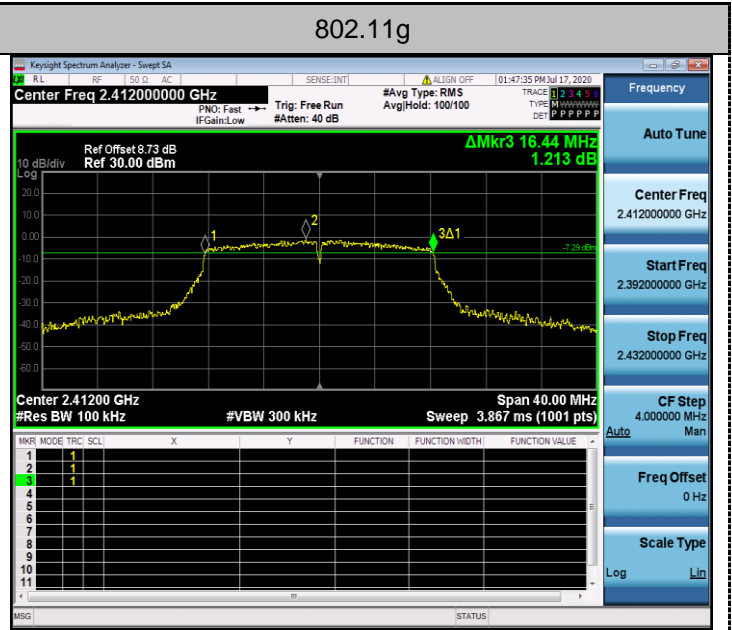 802.11g
Keysight Spectrum Analyzer - Swept SA
LXI RL RF 50 Ω AC SENSE:INT ALIGN OFF 01:47:35 PM Jul 17, 2020
Center Freq 2.412000000 GHz #Avg Type: RMS TRACE 1 2 3 4 5 6
PNO: Fast Trig: Free Run Avg|Hold: 100/100 TYPE M W W W W W
IFGain:Low #Atten: 40 dB DET P P P P P P
ΔMkr3 16.44 MHz
1.213 dB
Ref Offset 8.73 dB
10 dB/div Ref 30.00 dBm
Log
20.0
10.0
0.00
-10.0
-20.0
-30.0
-40.0
-50.0
-60.0
1
2
3Δ1
-7.29 dBm
Center 2.41200 GHz Span 40.00 MHz
#Res BW 100 kHz #VBW 300 kHz Sweep 3.867 ms (1001 pts)
MKR MODE TRC SCL X Y FUNCTION FUNCTION WIDTH FUNCTION VALUE
1 1
2 1
3 1
4
5
6
7
8
9
10
11
MSG STATUS
Frequency
Auto Tune
Center Freq
2.412000000 GHz
Start Freq
2.392000000 GHz
Stop Freq
2.432000000 GHz
CF Step
4.000000 MHz
Auto Man
Freq Offset
0 Hz
Scale Type
Log Lin